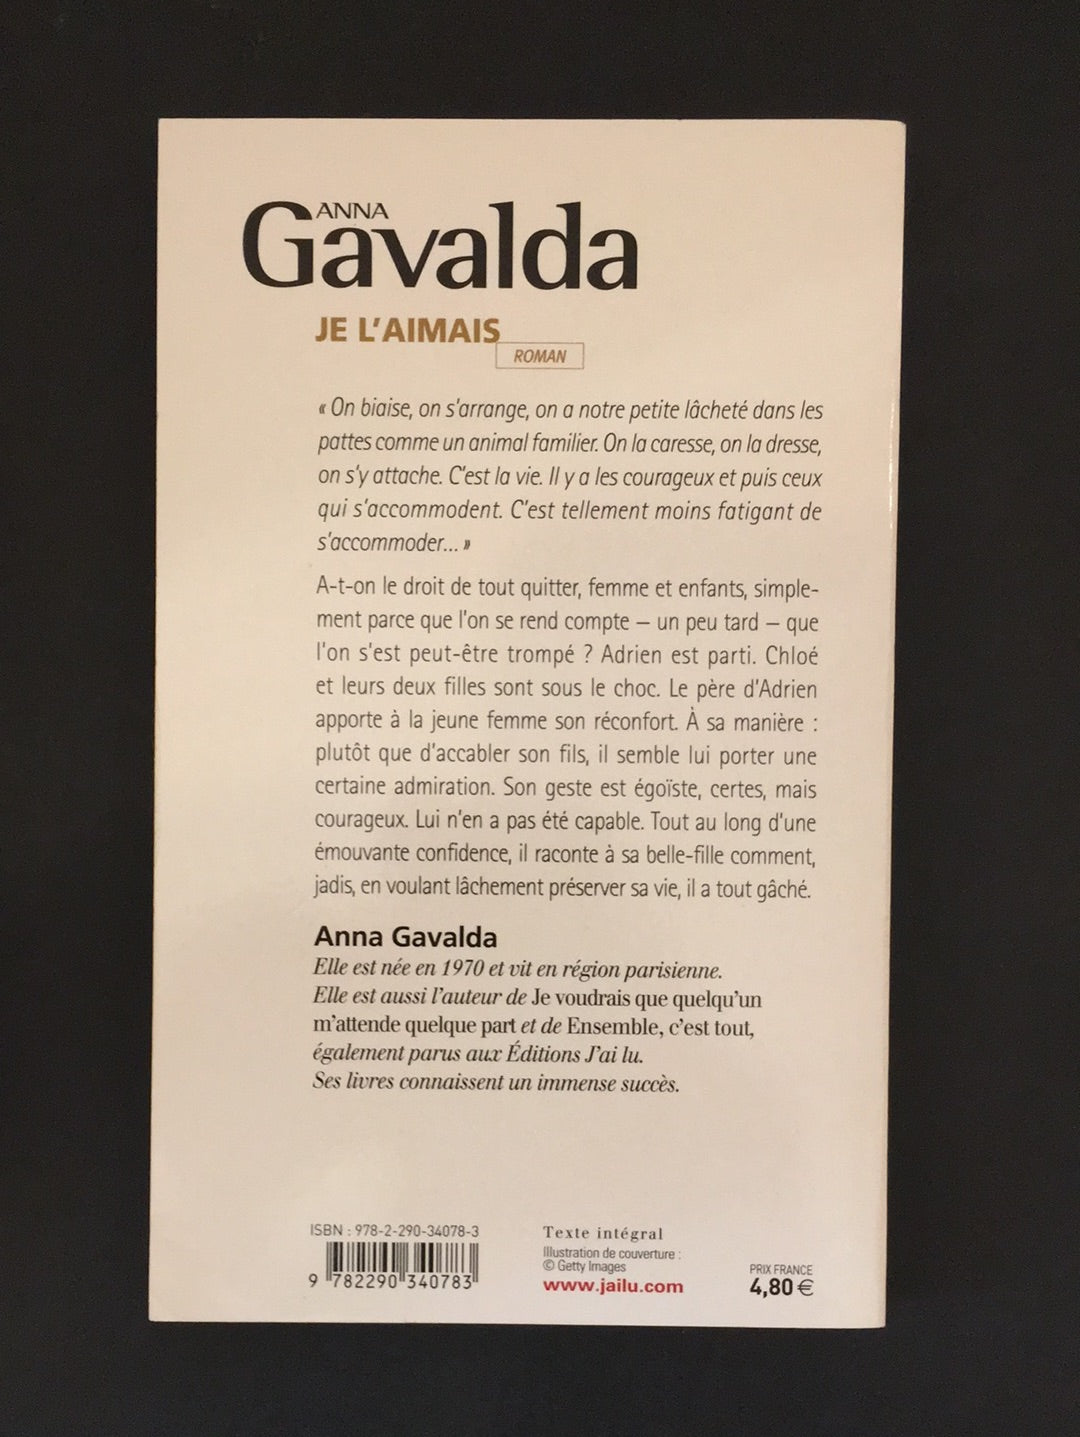 ANNA
Gavalda
JE L'AIMAIS
ROMAN
« On biaise, on s'arrange, on a notre petite lâcheté dans les
pattes comme un animal familier. On la caresse, on la dresse,
on s'y attache. C'est la vie. Il y a les courageux et puis ceux
qui s'accommodent. C'est tellement moins fatigant de
s'accommoder... »
A-t-on le droit de tout quitter, femme et enfants, simple-
ment parce que l'on se rend compte – un peu tard – que
l'on s'est peut-être trompé ? Adrien est parti. Chloé
et leurs deux filles sont sous le choc. Le père d'Adrien
apporte à la jeune femme son réconfort. À sa manière :
plutôt que d'accabler son fils, il semble lui porter une
certaine admiration. Son geste est égoïste, certes, mais
courageux. Lui n'en a pas été capable. Tout au long d'une
émouvante confidence, il raconte à sa belle-fille comment,
jadis, en voulant lâchement préserver sa vie, il a tout gâché.
Anna Gavalda
Elle est née en 1970 et vit en région parisienne.
Elle est aussi l'auteur de Je voudrais que quelqu'un
m'attende quelque part et de Ensemble, c'est tout,
également parus aux Éditions J'ai lu.
Ses livres connaissent un immense succès.
ISBN : 978-2-290-34078-3
9 782290 340783
Texte intégral
Illustration de couverture :
© Getty Images
www.jailu.com
PRIX FRANCE
4,80 €